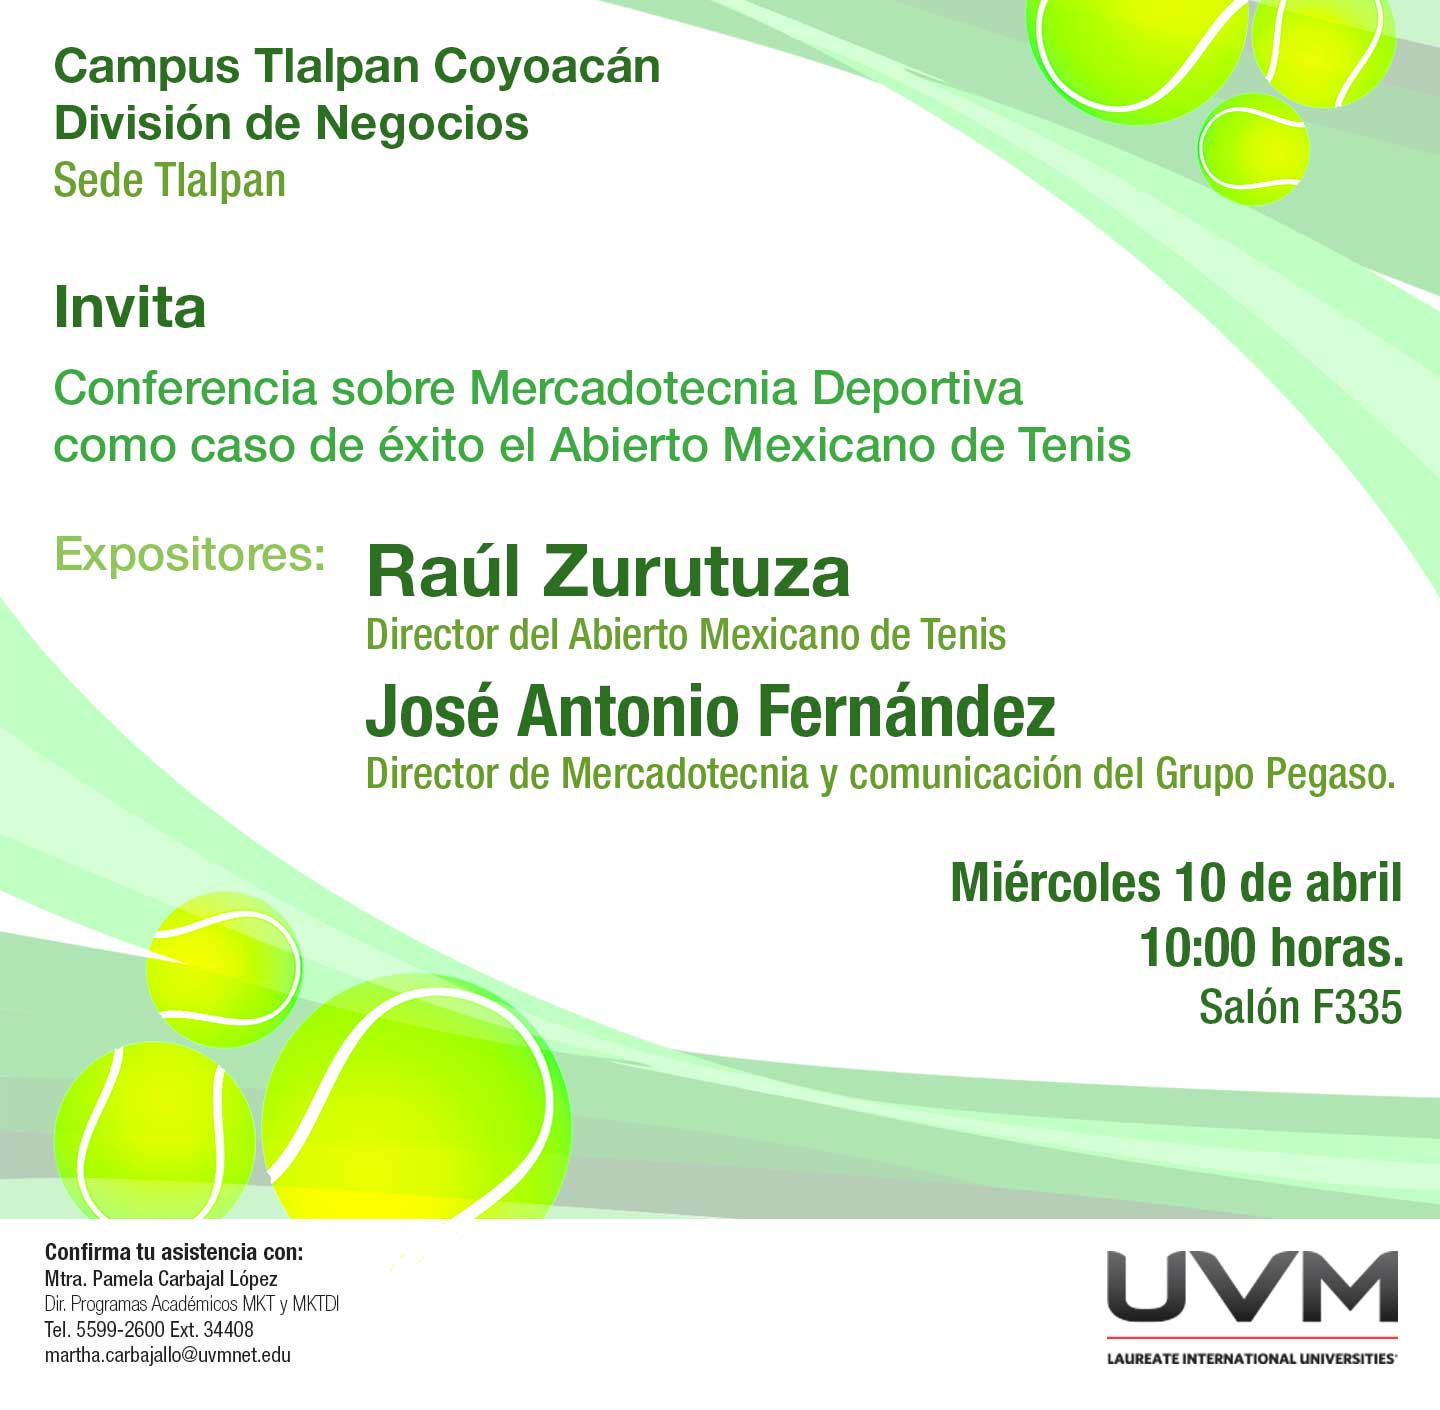 Campus Tlalpan Coyoacán
División de Negocios
Sede Tlalpan
Invita
Conferencia sobre Mercadotecnia Deportiva
como caso de éxito el Abierto Mexicano de Tenis
Expositores:
Raúl Zurutuza
Director del Abierto Mexicano de Tenis
José Antonio Fernández
Director de Mercadotecnia y comunicación del Grupo Pegaso.
Miércoles 10 de abril
10:00 horas.
Salón F335
Confirma tu asistencia con:
Mtra. Pamela Carbajal López
Dir. Programas Académicos MKT y MKTDI
Tel. 5599-2600 Ext. 34408
martha.carbajallo@uvmnet.edu
UVM
LAUREATE INTERNATIONAL UNIVERSITIES